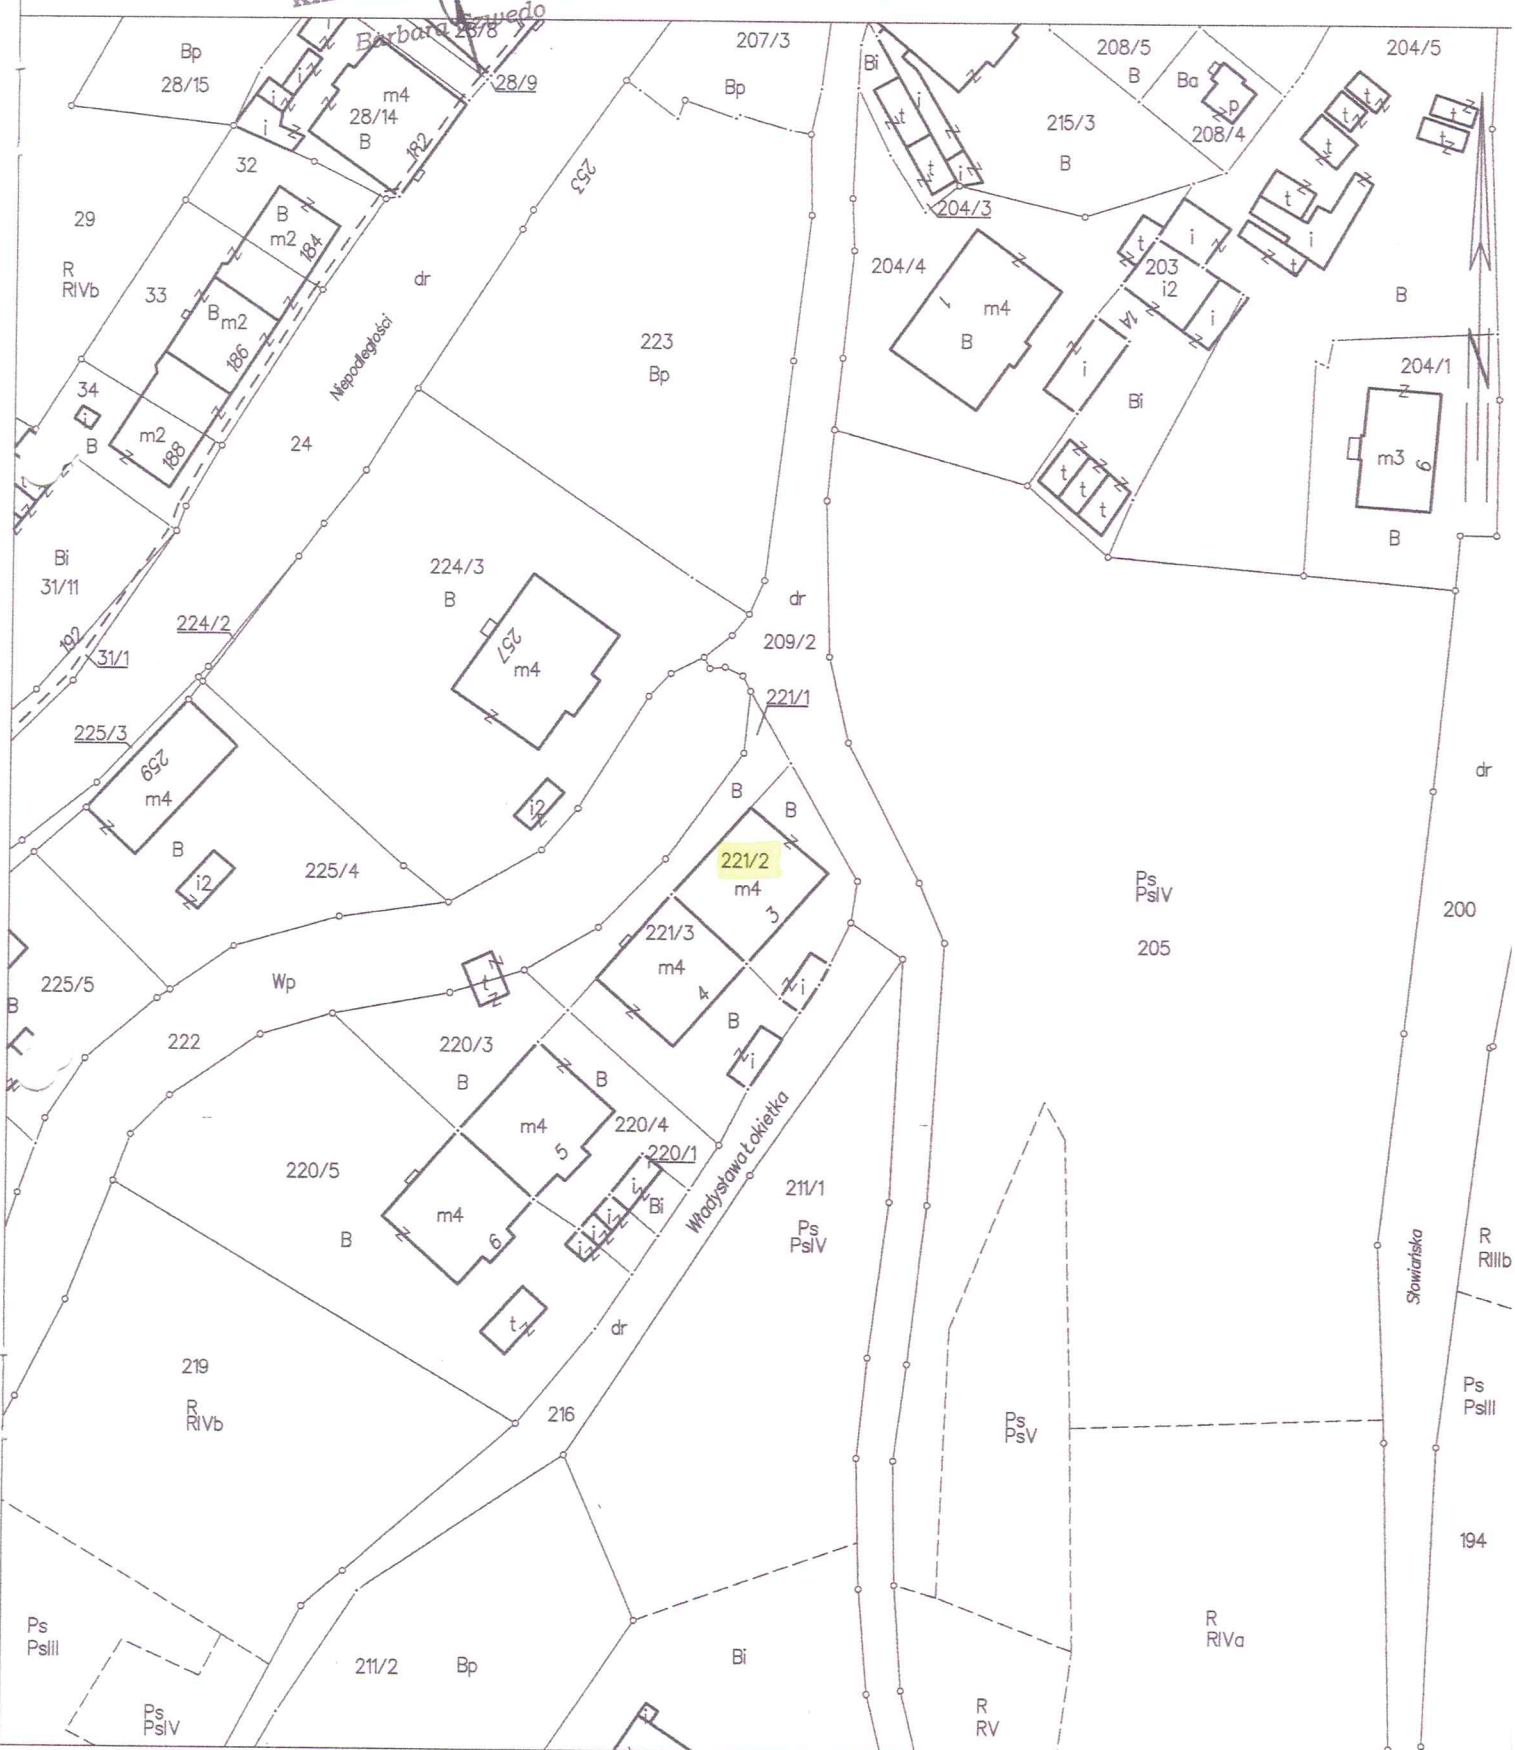 Barbara Szwedo
28/8
207/3
208/5
204/5
Bp
28/15
i
28/9
Bi
B
Ba
Bp
m4
28/14
B
i
i
t
i
p
t
t
t
t
t
215/3
208/4
B
182
32
t
i
253
204/3
29
B
m2
184
t
i
t
t
i
203
i2
204/4
R
RIVb
33
dr
B
m2
186
1
m4
B
1A
i
B
223
Bp
Niepodległości
204/1
34
i
B
m2
188
24
i
Bi
m3
6
t
t
t
B
Bi
31/11
224/3
B
dr
224/2
192
31/1
257
m4
209/2
221/1
225/3
259
m4
dr
B
B
i2
B
221/2
m4
225/4
i2
Ps
PsIV
3
200
221/3
m4
205
Wp
t
i
225/5
4
B
B
222
220/3
i
B
B
m4
5
220/4
220/1
Władysława Łokietka
220/5
i
211/1
m4
Bi
i
i
i
Ps
PsIV
B
6
Słowiańska
R
RIIIb
t
dr
219
R
RIVb
216
Ps
PsV
Ps
PsIII
194
Ps
PsIII
R
RIVa
211/2
Bp
Bi
Ps
PsIV
R
RV
i